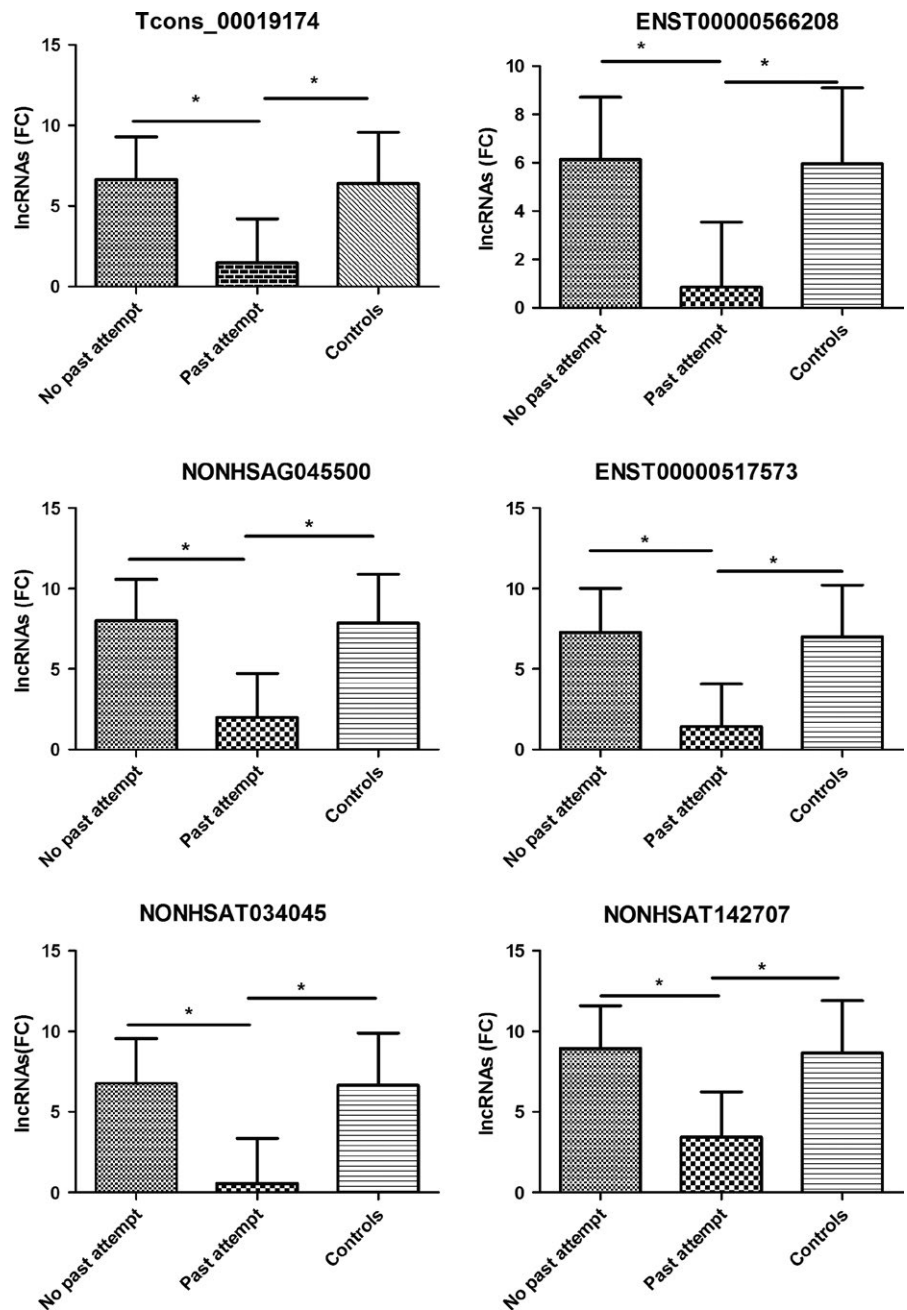 Tcons_00019174
lncRNAs (FC)
15
10
5
0
*
*
No past attempt
Past attempt
Controls
ENST00000566208
lncRNAs (FC)
10
8
6
4
2
0
*
*
No past attempt
Past attempt
Controls
NONHSAG045500
lncRNAs (FC)
15
10
5
0
*
*
No past attempt
Past attempt
Controls
ENST00000517573
lncRNAs (FC)
15
10
5
0
*
*
No past attempt
Past attempt
Controls
NONHSAT034045
lncRNAs(FC)
15
10
5
0
*
*
No past attempt
Past attempt
Controls
NONHSAT142707
lncRNAs (FC)
15
10
5
0
*
*
No past attempt
Past attempt
Controls